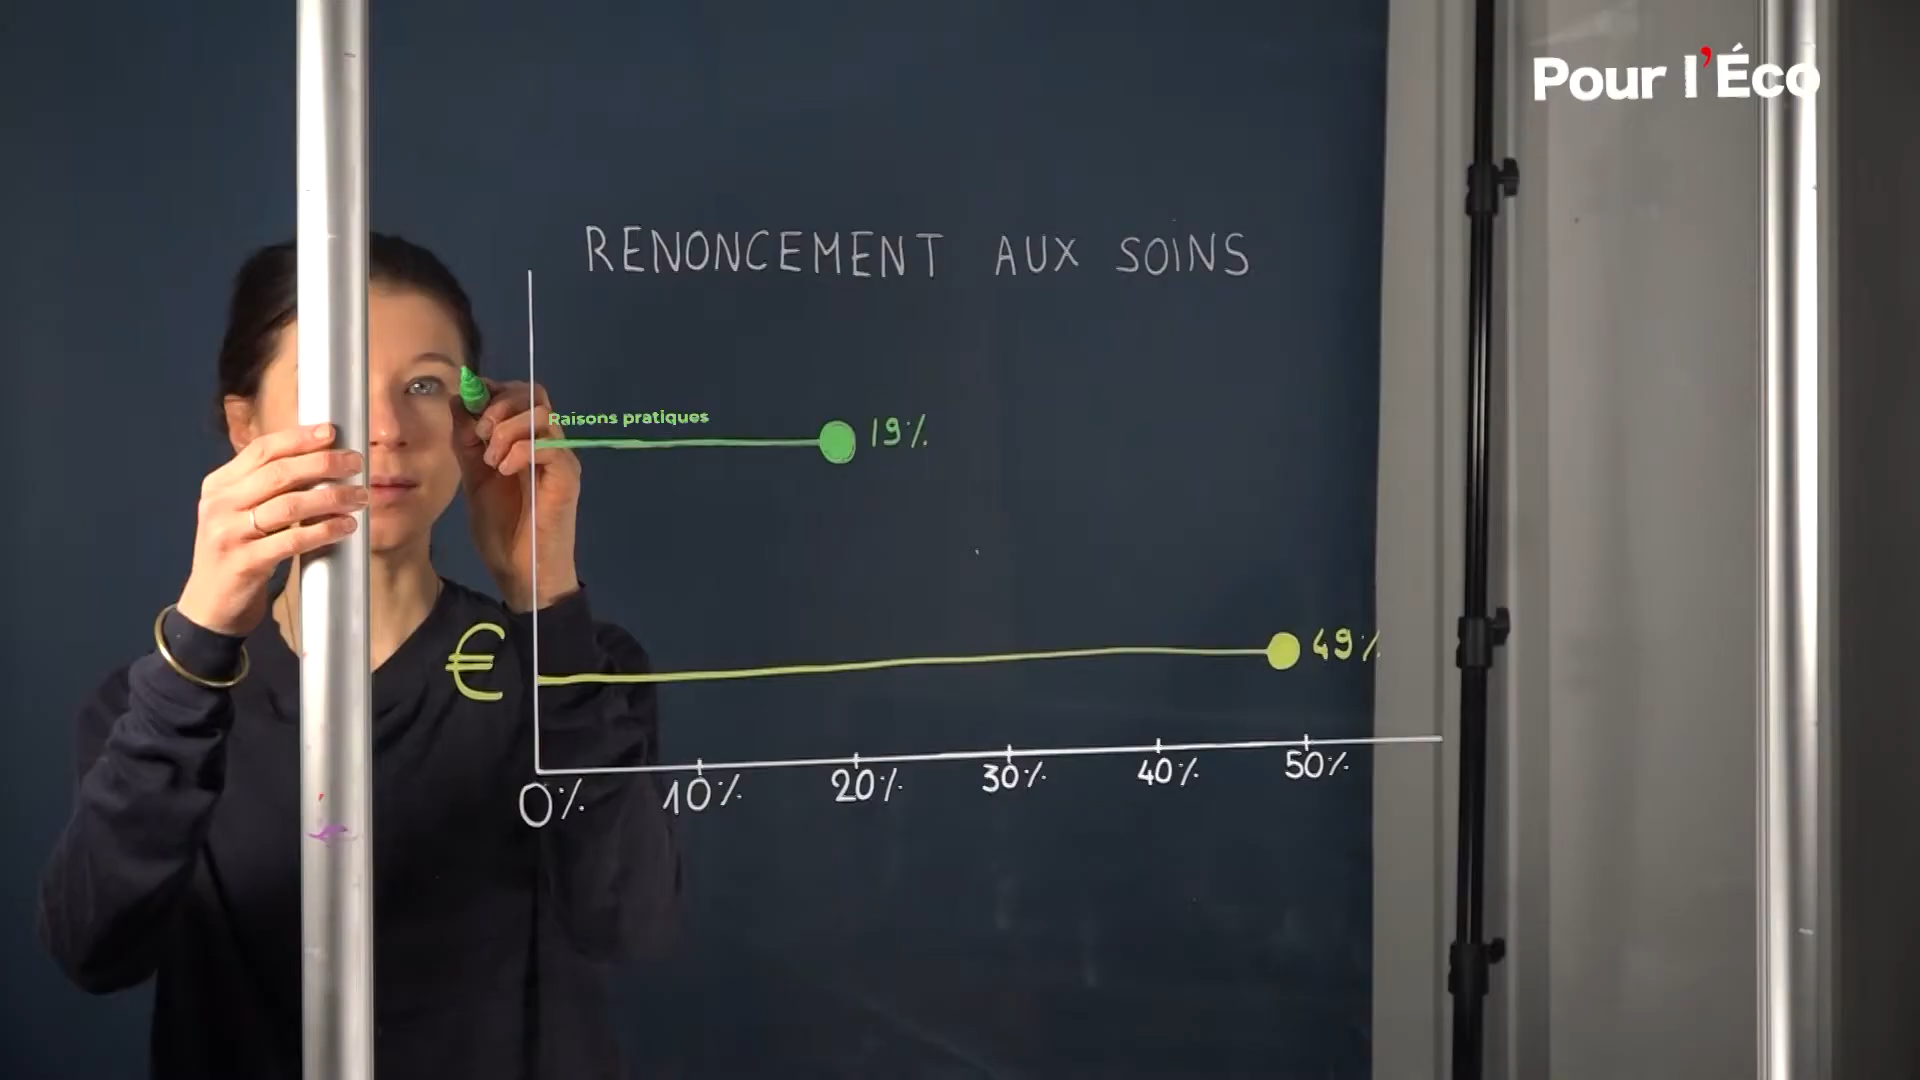 Pour l'Éco
RENONCEMENT AUX SOINS
Raisons pratiques
19%
€
49%
0% 10% 20% 30% 40% 50%